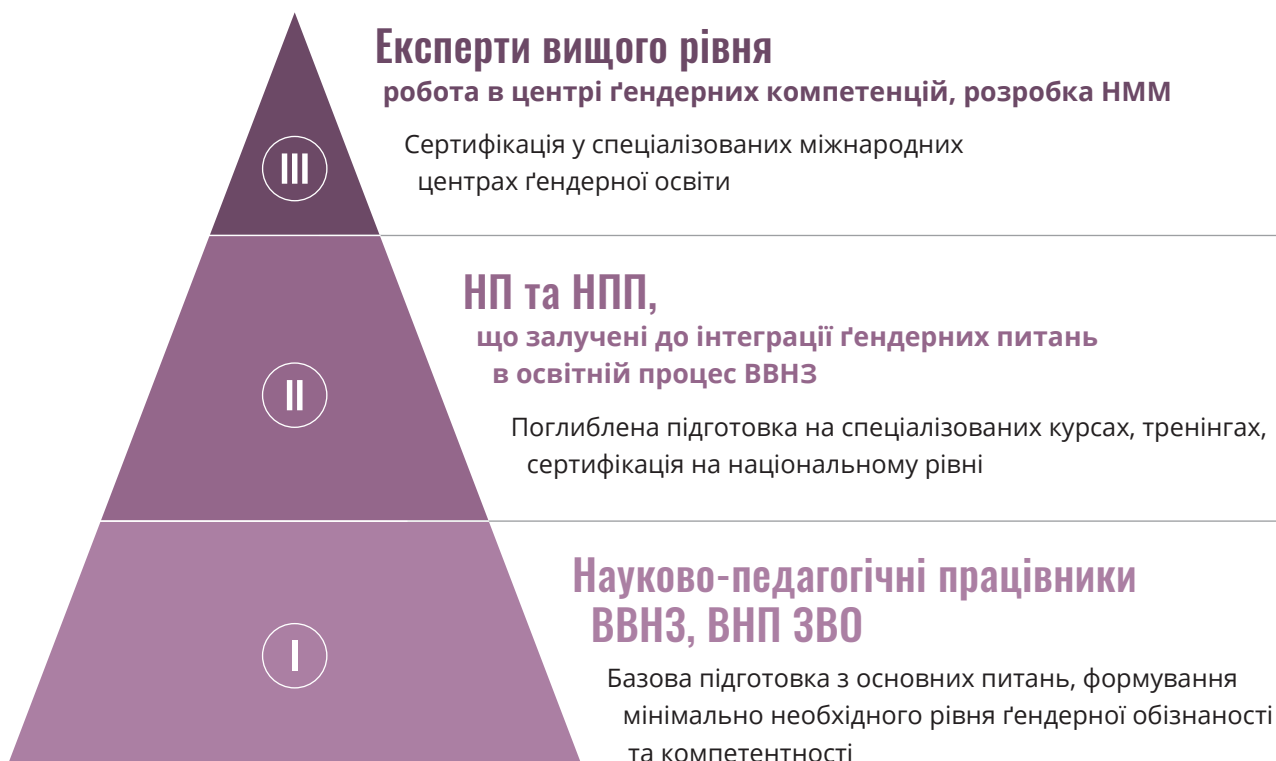 Експерти вищого рівня
робота в центрі ґендерних компетенцій, розробка НММ
Сертифікація у спеціалізованих міжнародних
центрах ґендерної освіти
III
НП та НПП,
що залучені до інтеграції ґендерних питань
в освітній процес ВВНЗ
II
Поглиблена підготовка на спеціалізованих курсах, тренінгах,
сертифікація на національному рівні
Науково-педагогічні працівники
ВВНЗ, ВНП ЗВО
I
Базова підготовка з основних питань, формування
мінімально необхідного рівня ґендерної обізнаності
та компетентності